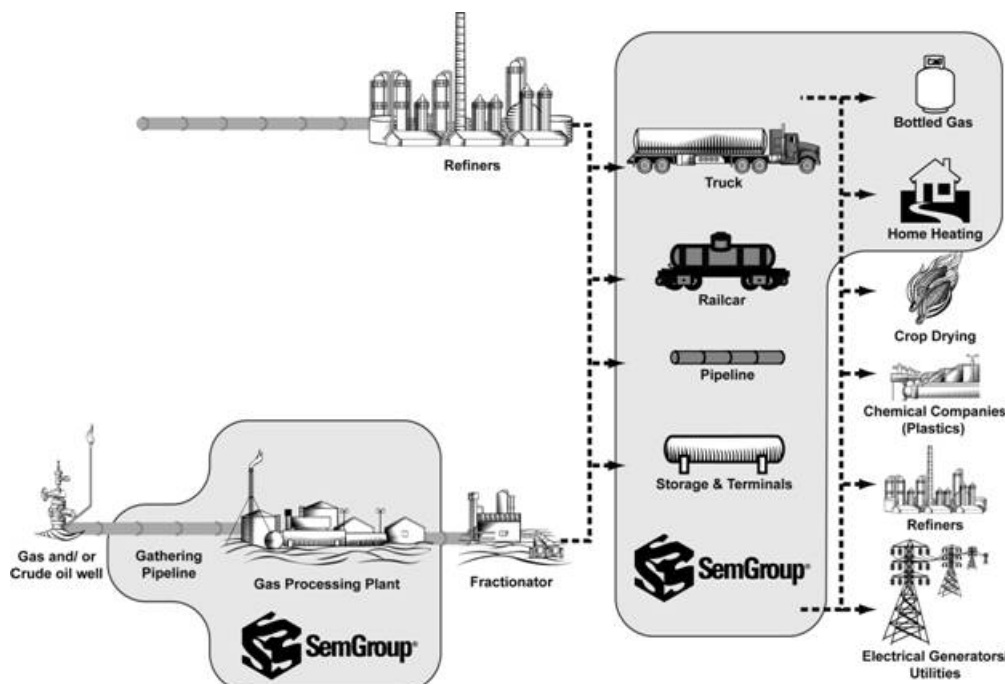 Bottled Gas
Refiners
Truck
Home Heating
Railcar
Crop Drying
Pipeline
Chemical Companies
(Plastics)
Storage & Terminals
Refiners
Gas and/ or
Crude oil well
Gathering
Pipeline
Gas Processing Plant
Fractionator
SemGroup®
SemGroup®
Electrical Generators/
Utilities